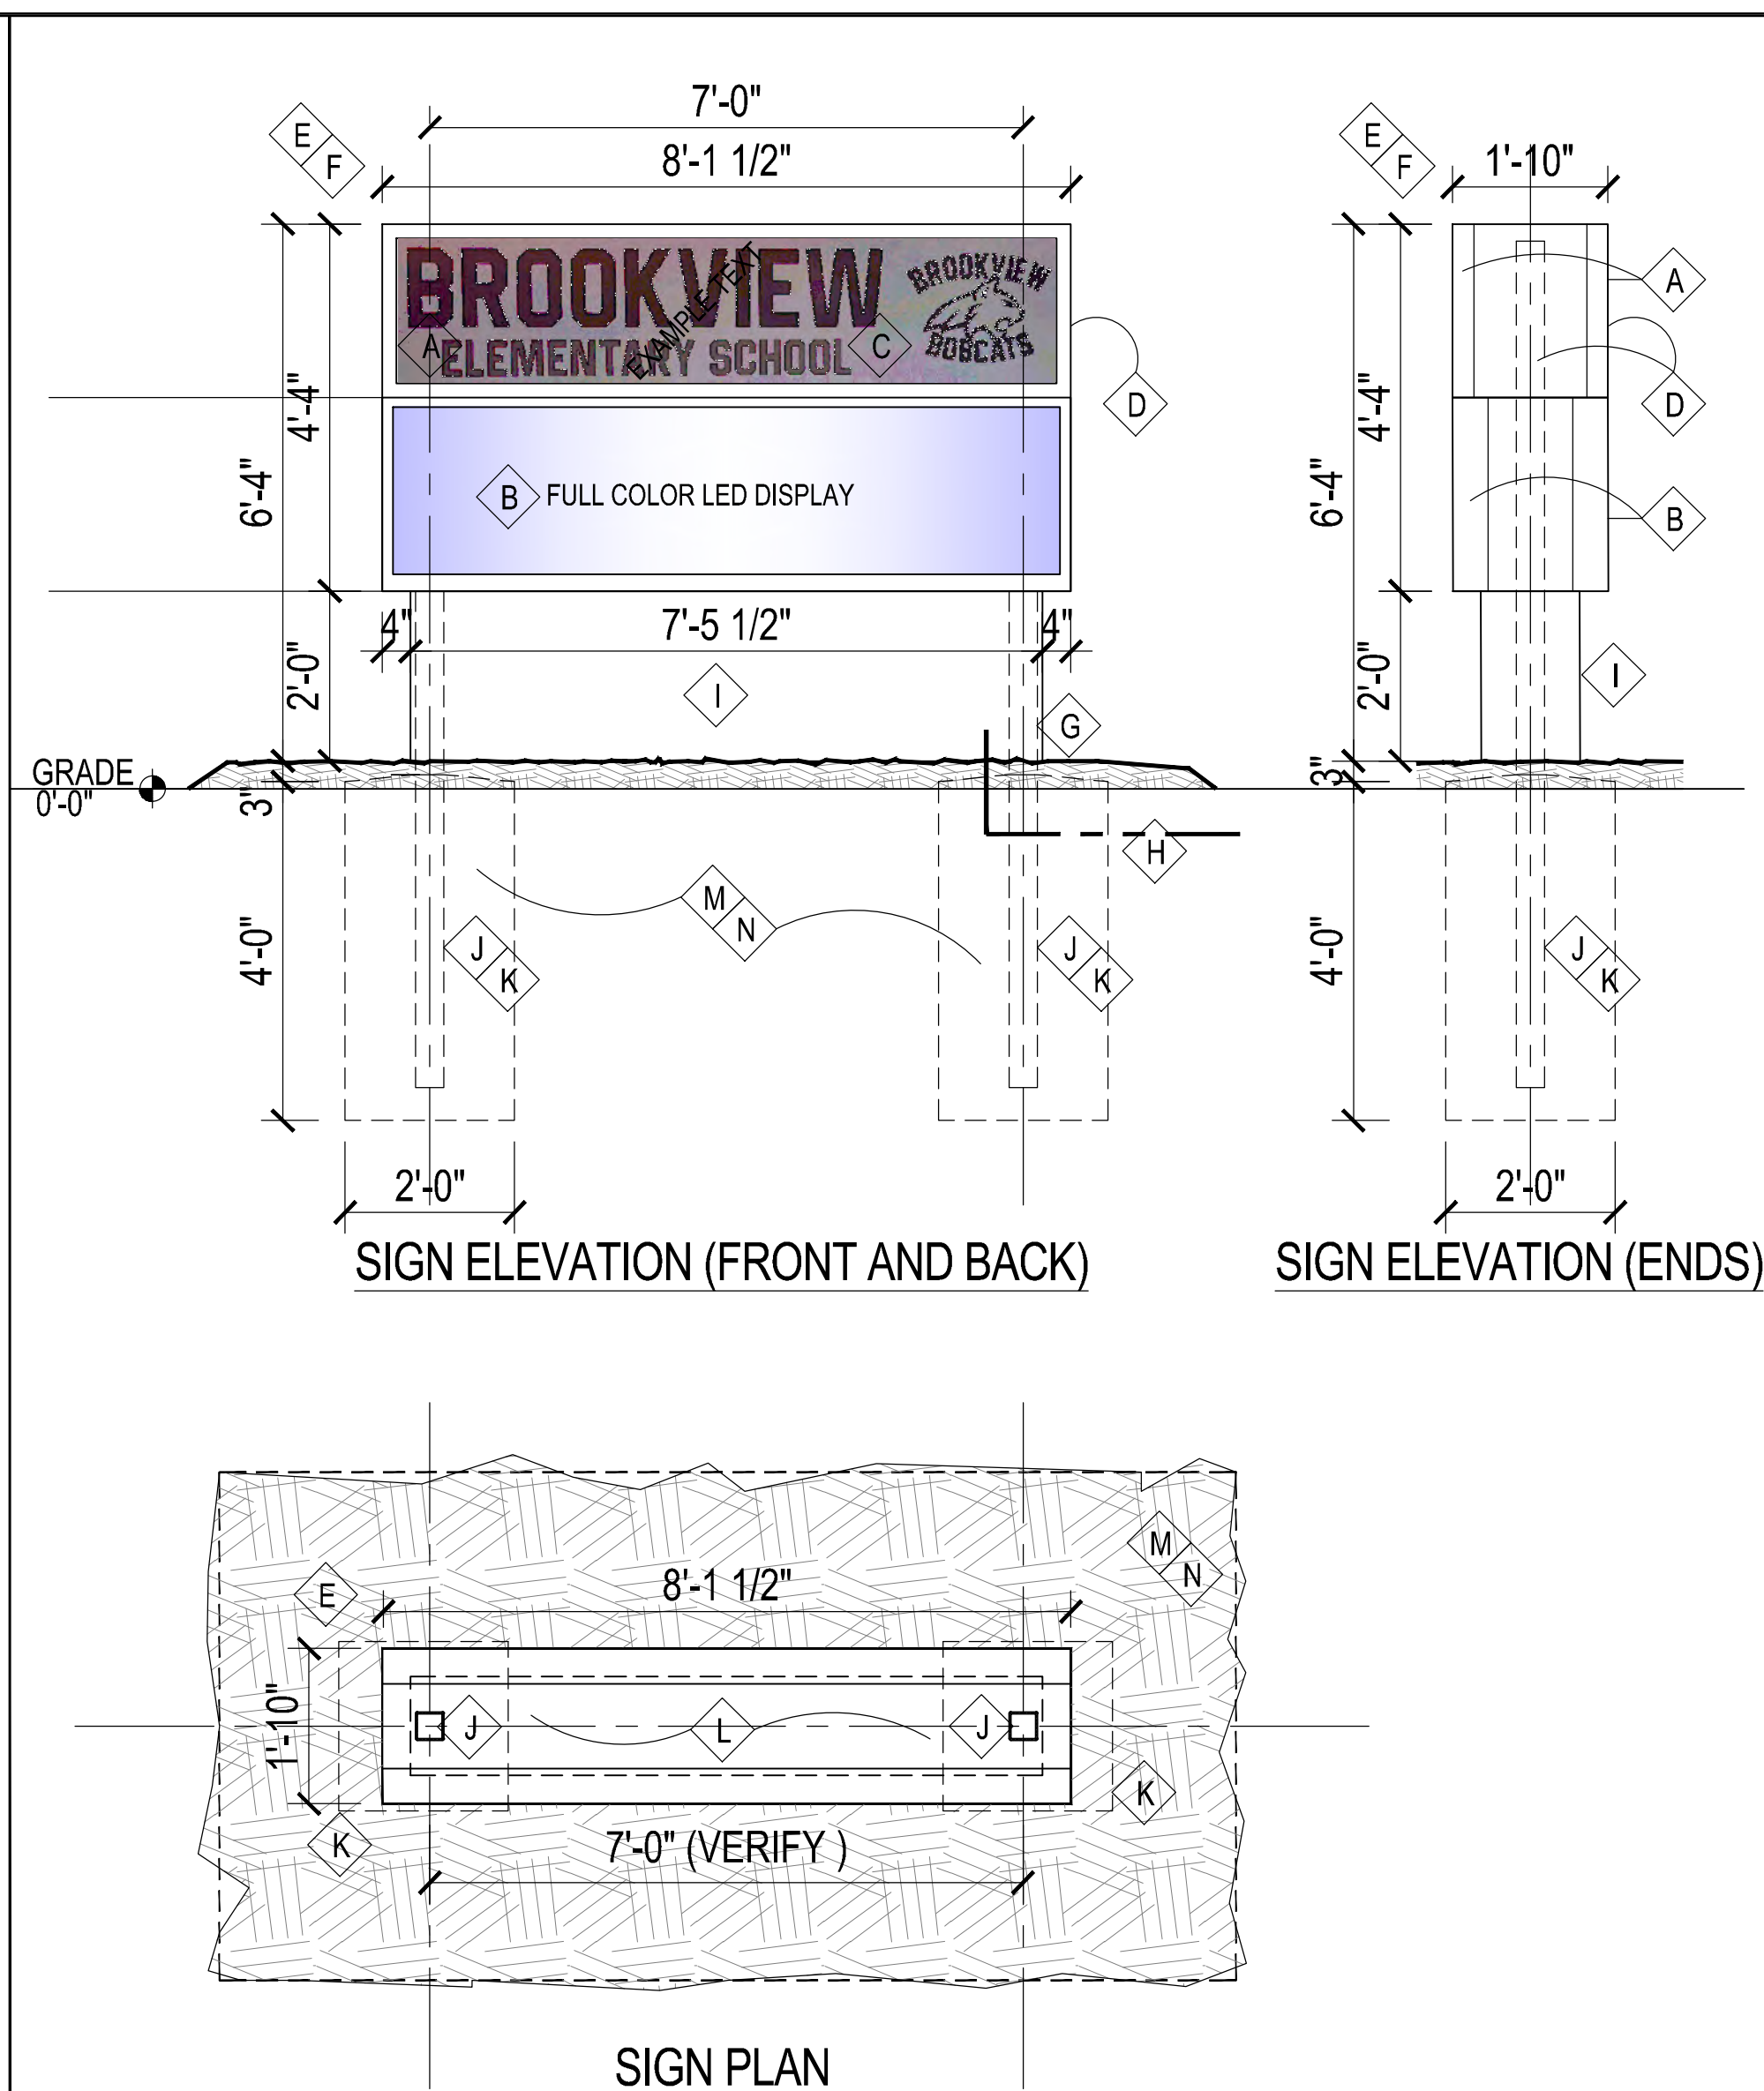 7'-0"
8'-1 1/2"
E
F
BROOKVIEW
ELEMENTARY SCHOOL
BROOKVIEW
BOBCATS
EXAMPLE TEXT
A
C
D
B FULL COLOR LED DISPLAY
4'-4"
6'-4"
2'-0"
4"
7'-5 1/2"
4"
I
G
GRADE
0'-0"
3"
H
M
N
4'-0"
J
K
J
K
2'-0"
SIGN ELEVATION (FRONT AND BACK)
E
F
1'-10"
A
D
B
4'-4"
6'-4"
2'-0"
I
3"
4'-0"
J
K
2'-0"
SIGN ELEVATION (ENDS)
M
N
E
8'-1 1/2"
1'-10"
J
L
J
K
K
7'-0" (VERIFY )
SIGN PLAN